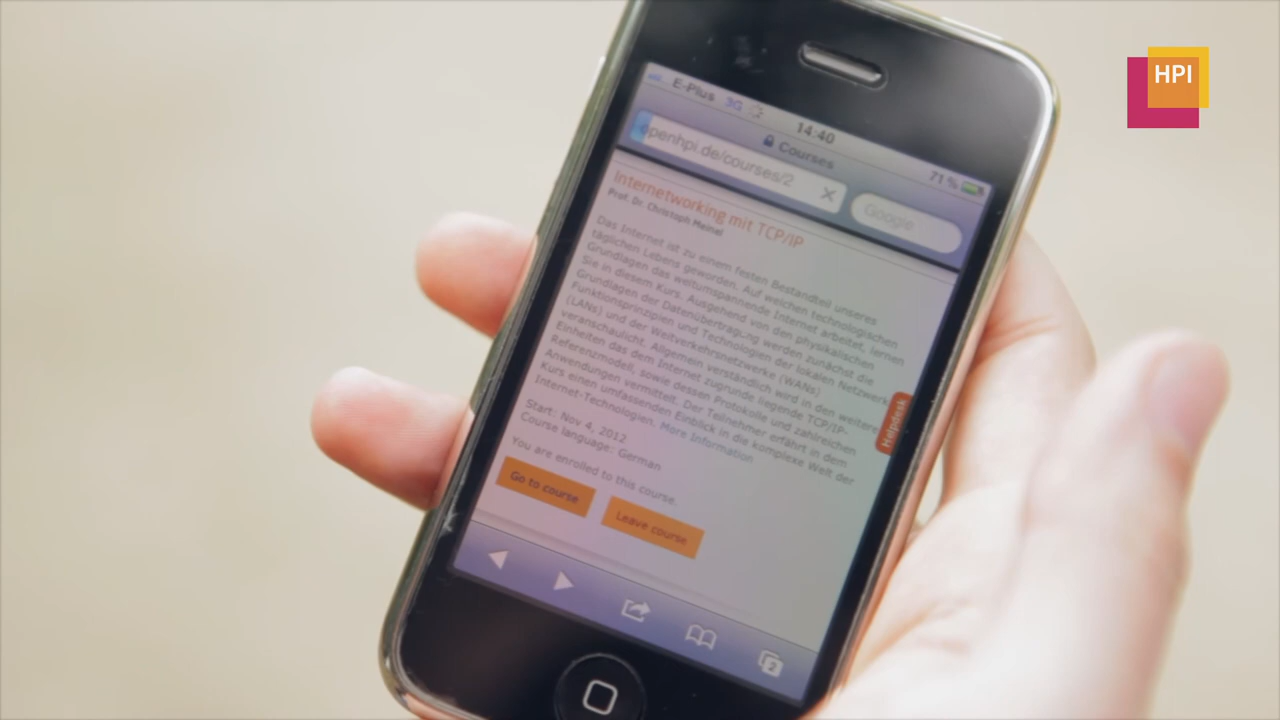 HPI
E-Plus 3G 14:40 71 %
Courses
openhpi.de/courses/2
Google
Internetworking mit TCP/IP
Prof. Dr. Christoph Meinel
Das Internet ist zu einem festen Bestandteil unseres
täglichen Lebens geworden. Auf welchen technologischen
Grundlagen das weltumspannende Internet arbeitet, lernen
Sie in diesem Kurs. Ausgehend von den physikalischen
Grundlagen der Datenübertragung werden zunächst die
Funktionsprinzipien und Technologien der lokalen Netzwerke
(LANs) und der Weitverkehrsnetzwerke (WANs)
veranschaulicht. Allgemein verständlich wird in den weiteren
Einheiten das dem Internet zugrunde liegende TCP/IP-
Referenzmodell, sowie dessen Protokolle und zahlreichen
Anwendungen vermittelt. Der Teilnehmer erfährt in dem
Kurs einen umfassenden Einblick in die komplexe Welt der
Internet-Technologien. More Information
Helpdesk
Start: Nov 4, 2012
Course language: German
You are enrolled to this course.
Go to course
Leave course
2